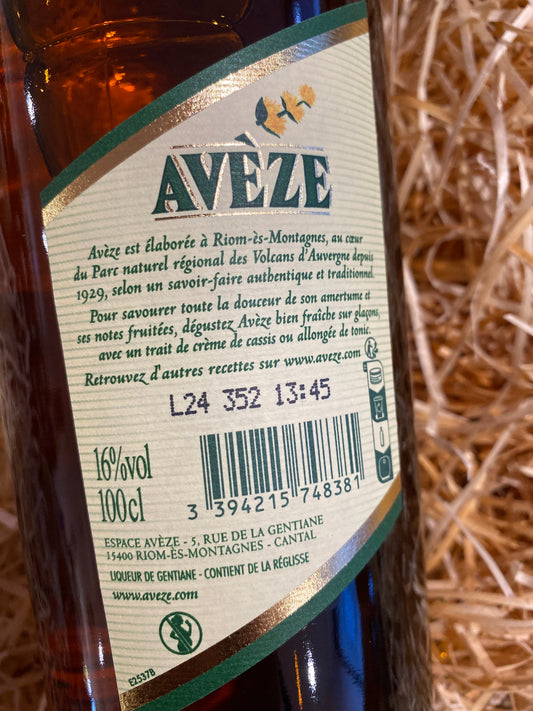 AVÈZE
Avèze est élaborée à Riom-ès-Montagnes, au cœur
du Parc naturel régional des Volcans d'Auvergne depuis
1929, selon un savoir-faire authentique et traditionnel.
Pour savourer toute la douceur de son amertume et
ses notes fruitées, dégustez Avèze bien fraîche sur glaçons,
avec un trait de crème de cassis ou allongée de tonic.
Retrouvez d'autres recettes sur www.aveze.com
L24 352 13:45
16%vol
100cl
3 394215 748381
ESPACE AVÈZE - 5, RUE DE LA GENTIANE
15400 RIOM-ÈS-MONTAGNES - CANTAL
LIQUEUR DE GENTIANE - CONTIENT DE LA RÉGLISSE
www.aveze.com
E2537B